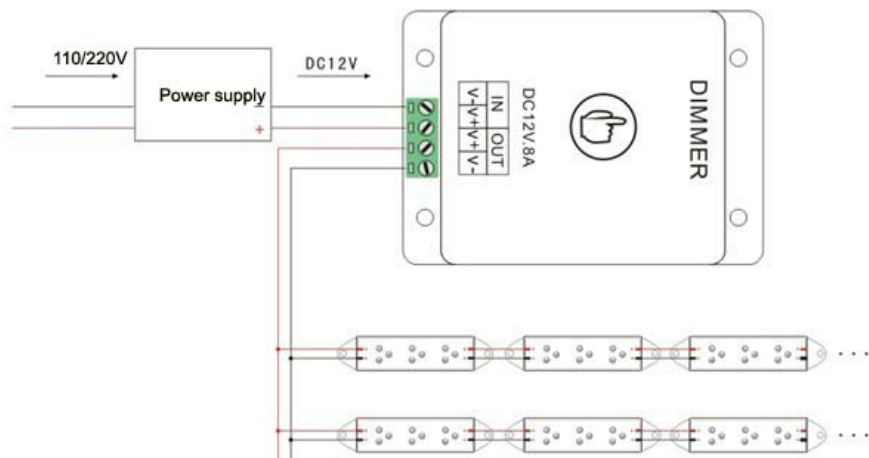 110/220V
DC12V
Power supply
-
+
IN
OUT
V-
V+
V+
V-
DC12V.8A
DIMMER